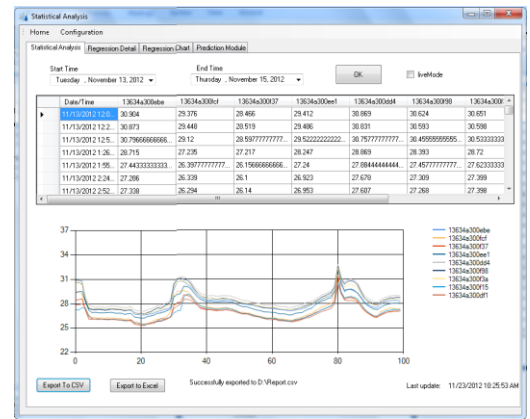 Statistical Analysis
Home Configuration
Statistical Analysis Regression Detail Regression Chart Prediction Module
Start Time End Time
Tuesday , November 13, 2012 Thursday , November 15, 2012 OK liveMode
Date/Time 13634a300ebe 13634a300fcf 13634a300f37 13634a300ee1 13634a300dd4 13634a300f98 13634a300f
11/13/2012 12:0... 30.904 29.376 28.466 29.412 30.869 30.624 30.651
11/13/2012 12:2... 30.873 29.448 28.519 29.486 30.831 30.593 30.598
11/13/2012 12:5... 30.79666666666... 29.12 28.59777777777... 29.52222222222... 30.75777777777... 30.45555555555... 30.53333333
11/13/2012 1:26... 28.715 27.235 27.217 28.247 28.869 28.393 28.72
11/13/2012 1:55... 27.44333333333... 26.39777777777... 26.15666666666... 27.24 27.68444444444... 27.45777777777... 27.62333333
11/13/2012 2:24... 27.286 26.339 26.1 26.923 27.678 27.309 27.399
11/13/2012 2:52... 27.338 26.294 26.14 26.953 27.607 27.268 27.398
37
34
31
28
25
22
0 20 40 60 80 100
13634a300ebe
13634a300fcf
13634a300f37
13634a300ee1
13634a300dd4
13634a300f98
13634a300f3a
13634a300f15
13634a300df1
Export To CSV Export to Excel Successfully exported to D:\Report.csv Last update: 11/23/2012 10:25:53 AM